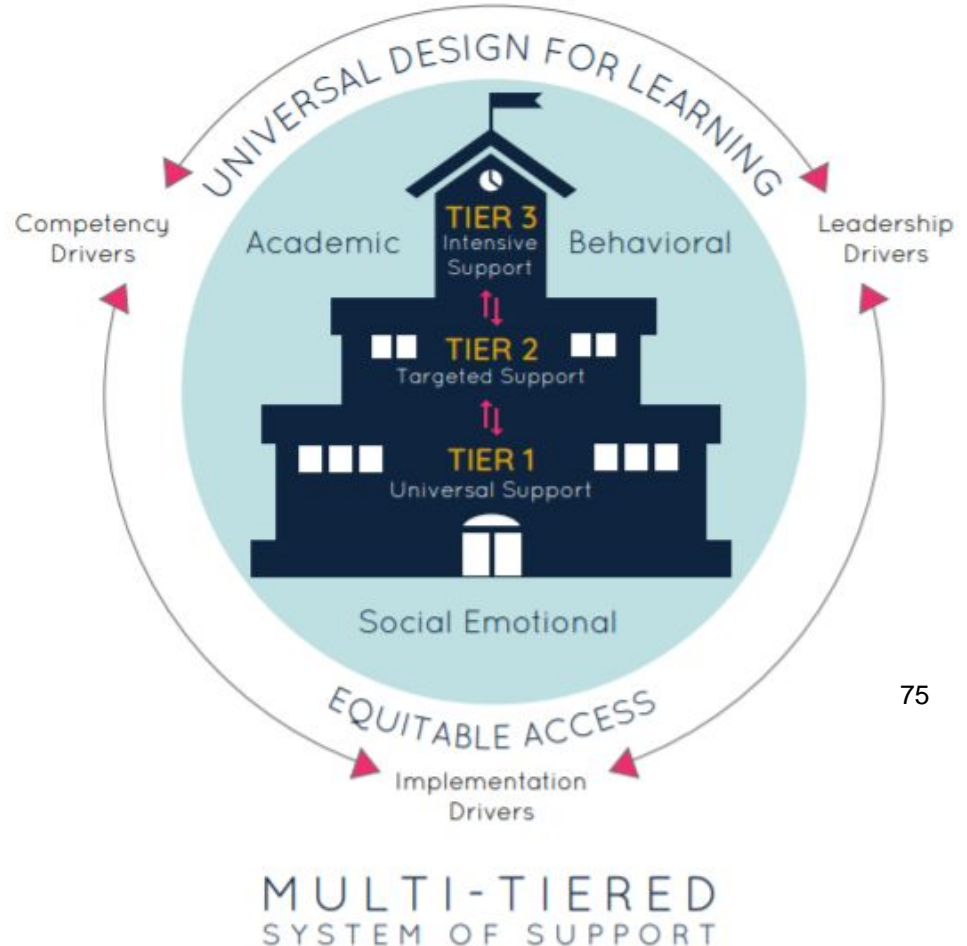 UNIVERSAL DESIGN FOR LEARNING
Competency
Drivers
Leadership
Drivers
Academic
Behavioral
TIER 3
Intensive
Support
TIER 2
Targeted Support
TIER 1
Universal Support
Social Emotional
EQUITABLE ACCESS
75
Implementation
Drivers
MULTI-TIERED
SYSTEM OF SUPPORT